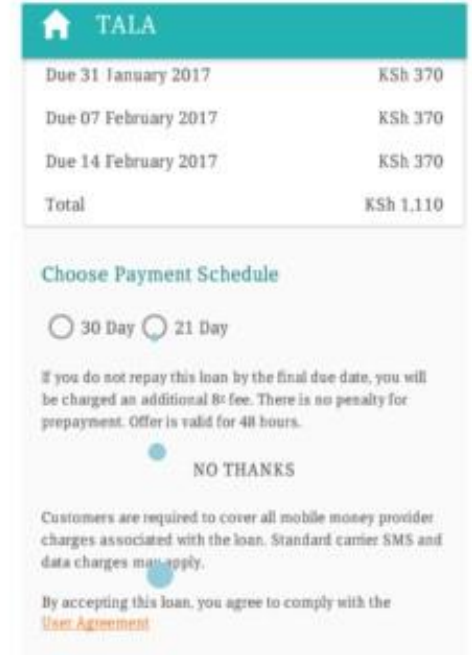 TALA
Due 31 January 2017 KSh 370
Due 07 February 2017 KSh 370
Due 14 February 2017 KSh 370
Total KSh 1,110
Choose Payment Schedule
30 Day 21 Day
If you do not repay this loan by the final due date, you will
be charged an additional fee. There is no penalty for
prepayment. Offer is valid for 48 hours.
NO THANKS
Customers are required to cover all mobile money provider
charges associated with the loan. Standard carrier SMS and
data charges may apply.
By accepting this loan, you agree to comply with the
User Agreement